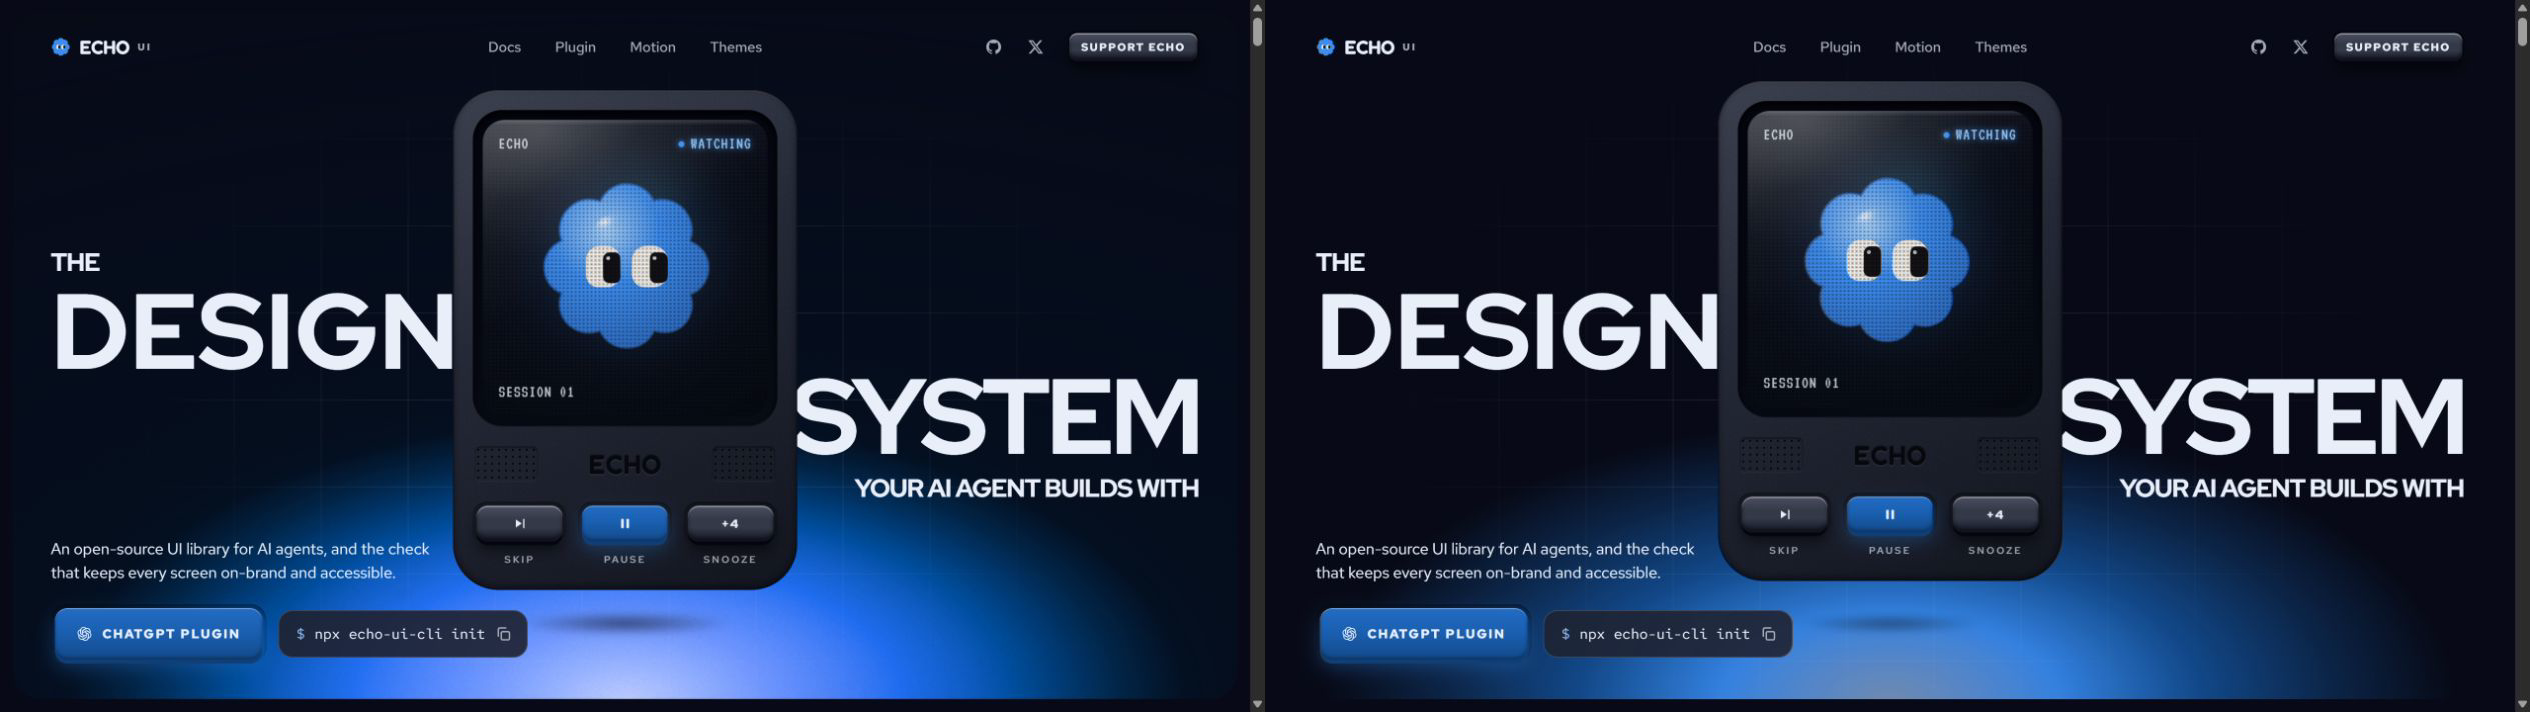 ECHO UI
Docs Plugin Motion Themes
SUPPORT ECHO
ECHO
WATCHING
THE
DESIGN
SESSION 01
SYSTEM
ECHO
YOUR AI AGENT BUILDS WITH
+4
SKIP PAUSE SNOOZE
An open-source UI library for AI agents, and the check
that keeps every screen on-brand and accessible.
CHATGPT PLUGIN
$ npx echo-ui-cli init
ECHO UI
Docs Plugin Motion Themes
SUPPORT ECHO
ECHO
WATCHING
THE
DESIGN
SESSION 01
SYSTEM
ECHO
YOUR AI AGENT BUILDS WITH
+4
SKIP PAUSE SNOOZE
An open-source UI library for AI agents, and the check
that keeps every screen on-brand and accessible.
CHATGPT PLUGIN
$ npx echo-ui-cli init